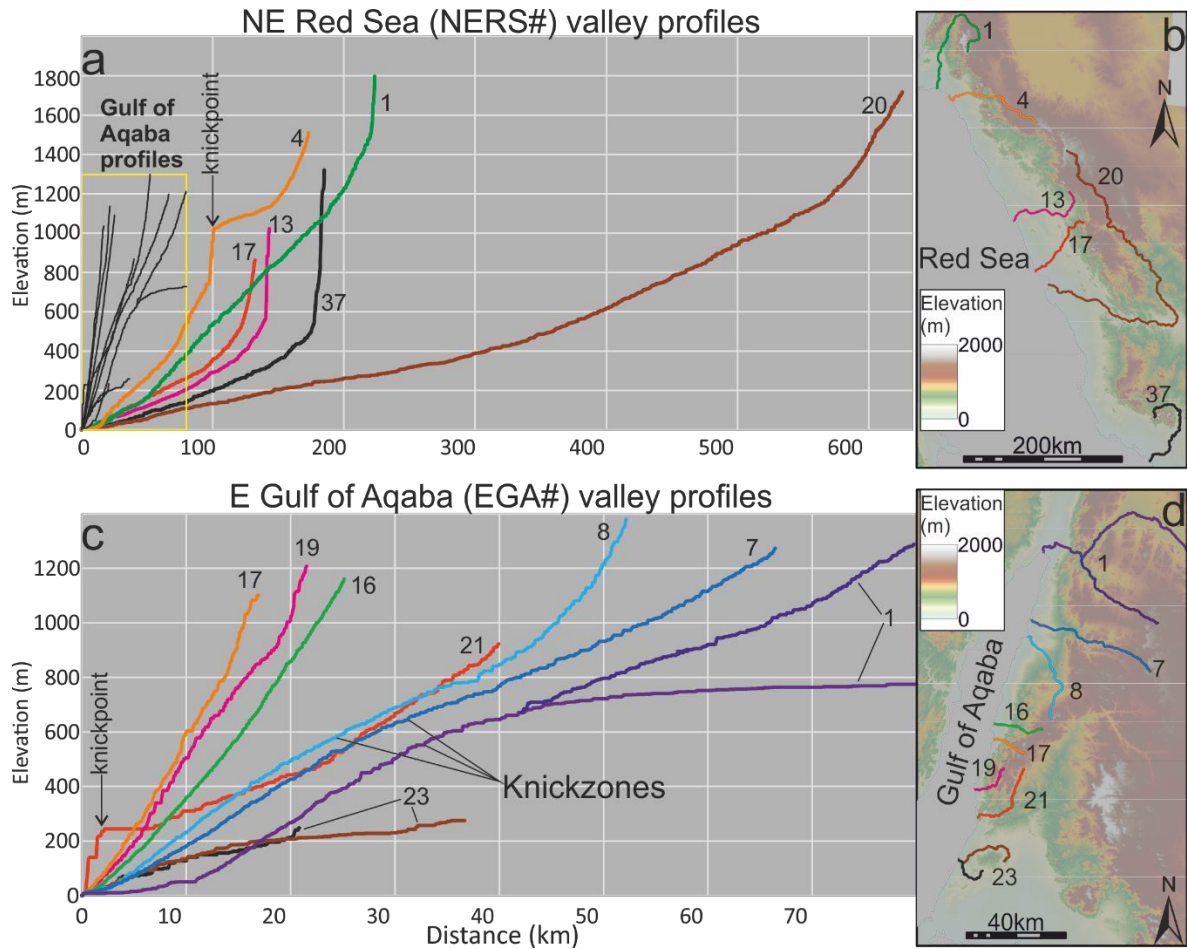 NE Red Sea (NERS#) valley profiles
a
Elevation (m)
1800
1600
1400
1200
1000
800
600
400
200
0
Gulf of
Aqaba
profiles
knickpoint
4
1
20
13
17
37
0
100
200
300
400
500
600
b
1
4
N
20
13
17
Red Sea
Elevation
(m)
2000
0
37
200km
E Gulf of Aqaba (EGA#) valley profiles
c
Elevation (m)
1200
1000
800
600
400
200
0
knickpoint
17
19
16
21
8
7
1
Knickzones
23
0
10
20
30
40
50
60
70
Distance (km)
d
Elevation
(m)
2000
0
1
7
8
Gulf of Aqaba
16
17
19
21
23
N
40km